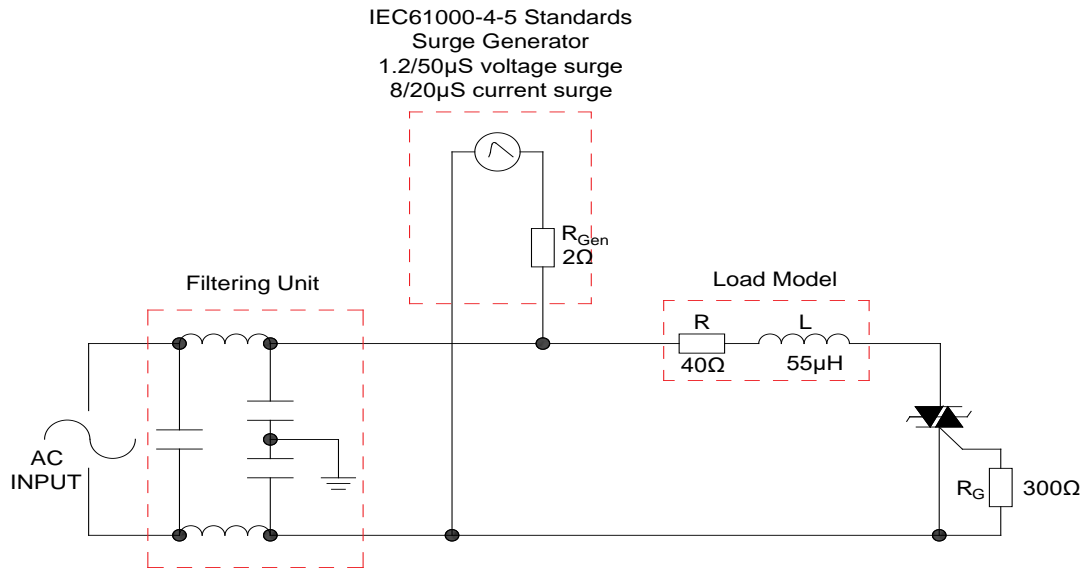 IEC61000-4-5 Standards
Surge Generator
1.2/50µS voltage surge
8/20µS current surge
RGen
2Ω
Filtering Unit
Load Model
R
L
40Ω
55µH
AC
INPUT
RG
300Ω